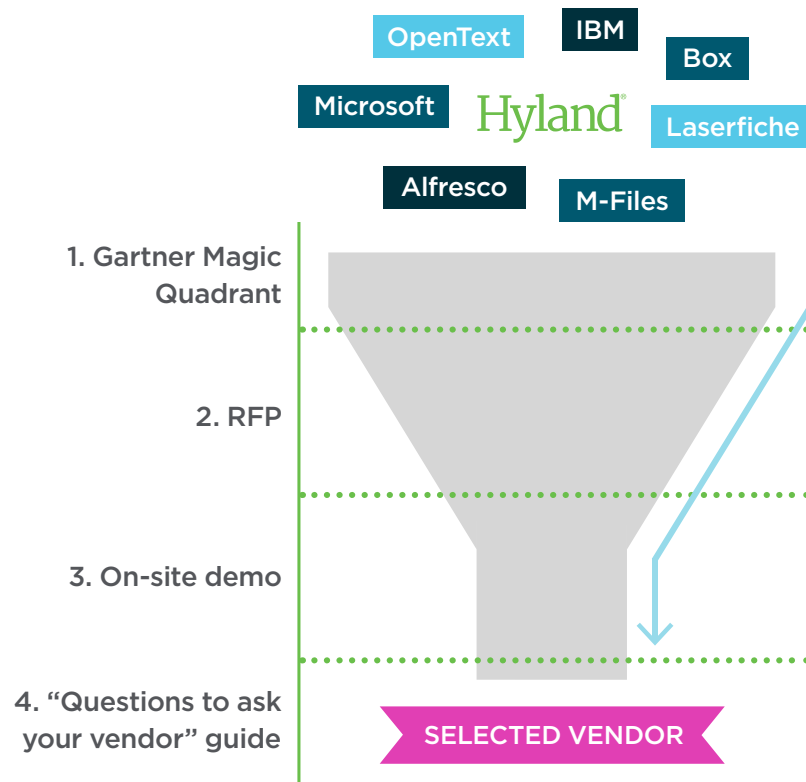 OpenText
IBM
Box
Microsoft
Hyland®
Laserfiche
Alfresco
M-Files
1. Gartner Magic
Quadrant
2. RFP
3. On-site demo
4. “Questions to ask
your vendor” guide
SELECTED VENDOR